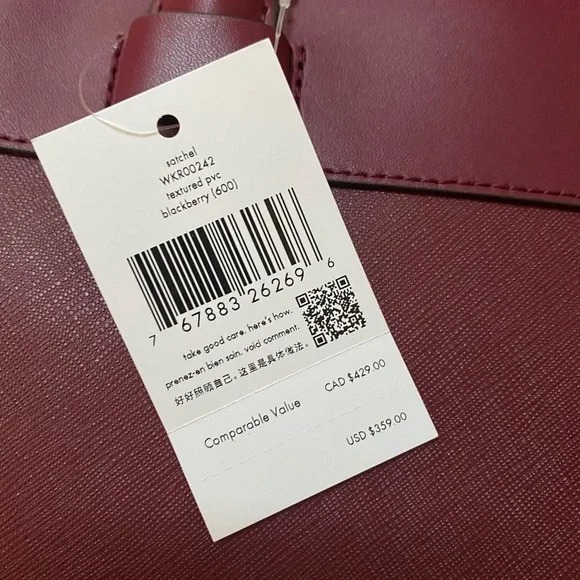 satchel
WKR00242
textured pvc
blackberry (600)
7 67883 26269 6
take good care. here's how.
prenez-en bien soin. void comment.
好好照顾自己。这里是具体做法。
Comparable Value CAD $429.00
USD $359.00